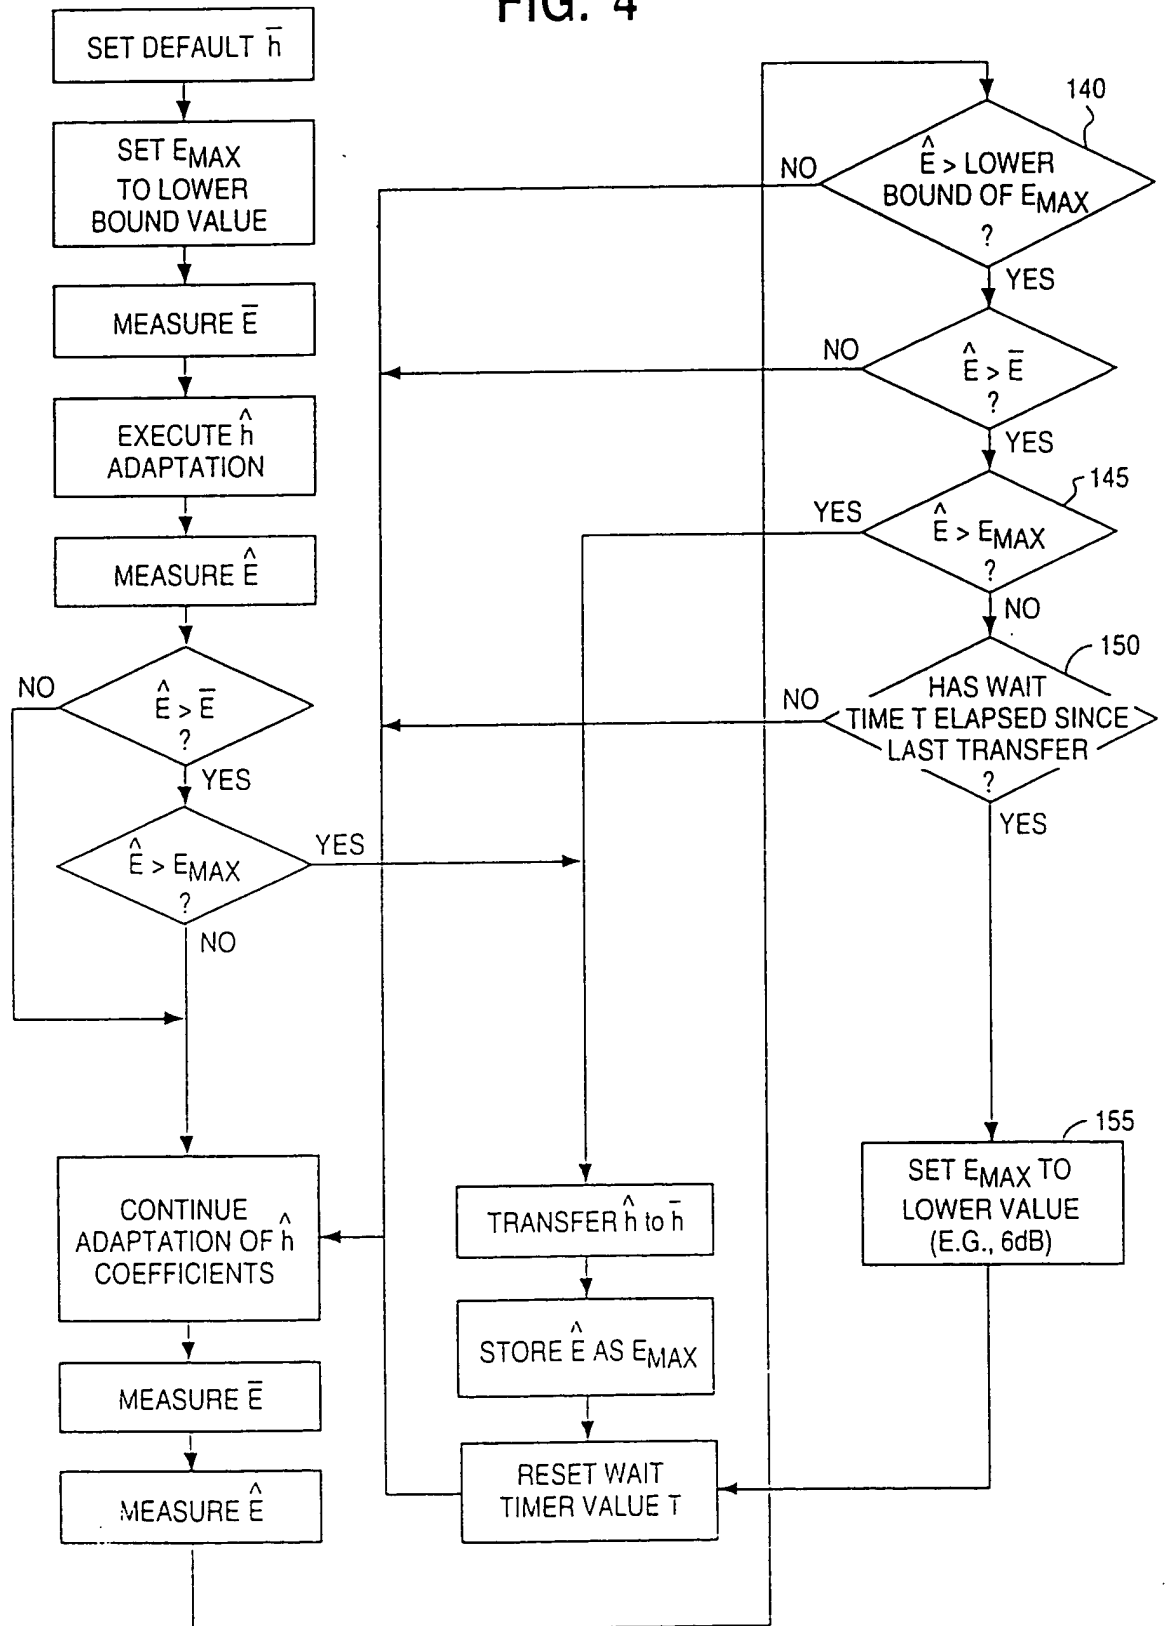 FIG. 4
SET DEFAULT h̄
SET EMAX
TO LOWER
BOUND VALUE
MEASURE Ē
EXECUTE ĥ
ADAPTATION
MEASURE Ê
Ê > Ē
?
NO
YES
Ê > EMAX
?
YES
NO
CONTINUE
ADAPTATION OF ĥ
COEFFICIENTS
MEASURE Ē
MEASURE Ê
TRANSFER ĥ to h̄
STORE Ê AS EMAX
RESET WAIT
TIMER VALUE T
140
Ê > LOWER
BOUND OF EMAX
?
NO
YES
Ê > Ē
?
NO
YES
145
Ê > EMAX
?
YES
NO
150
HAS WAIT
TIME T ELAPSED SINCE
LAST TRANSFER
?
NO
YES
155
SET EMAX TO
LOWER VALUE
(E.G., 6dB)